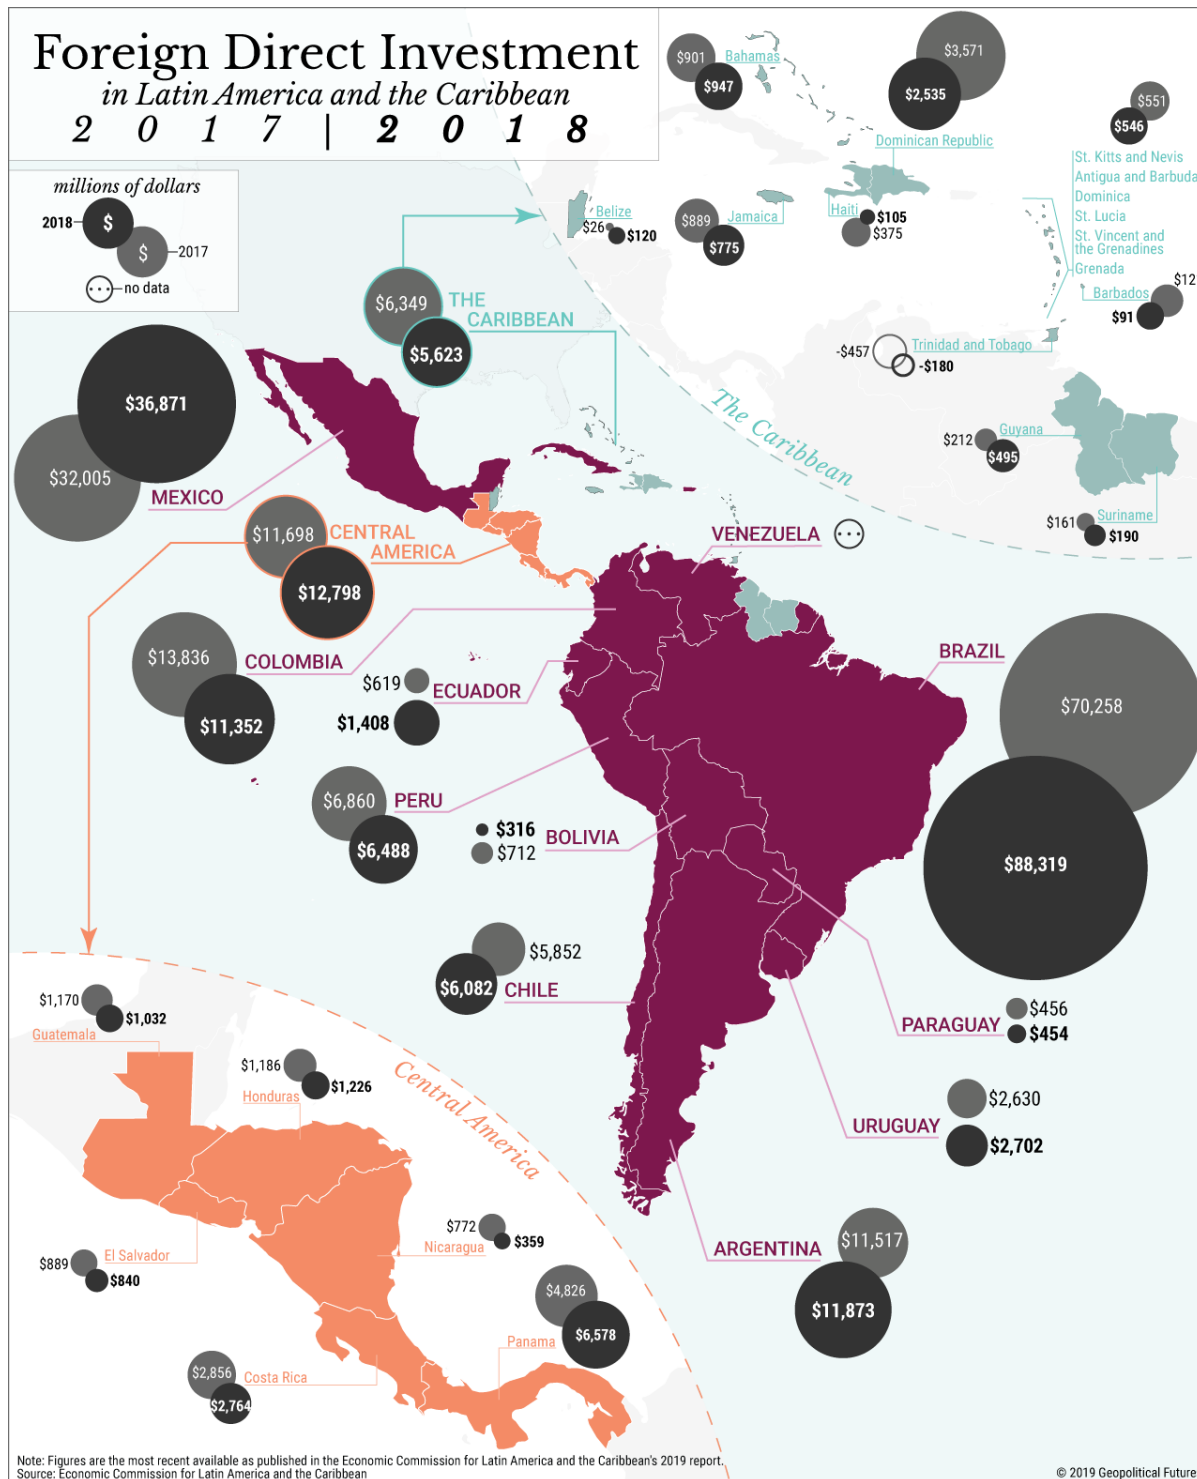 Foreign Direct Investment
in Latin America and the Caribbean
2 0 1 7 | 2 0 1 8
millions of dollars
2018
$
$
2017
no data
$901
Bahamas
$947
$3,571
$2,535
Dominican Republic
$551
$546
St. Kitts and Nevis
Antigua and Barbuda
Dominica
St. Lucia
St. Vincent and
the Grenadines
Grenada
Belize
$26
$120
$889
Jamaica
$775
Haiti
$105
$375
Barbados
$12
$91
-$457
Trinidad and Tobago
-$180
$212
Guyana
$495
$161
Suriname
$190
The Caribbean
$6,349
THE
CARIBBEAN
$5,623
$36,871
$32,005
MEXICO
$11,698
CENTRAL
AMERICA
$12,798
VENEZUELA
$13,836
COLOMBIA
$11,352
$619
ECUADOR
$1,408
BRAZIL
$70,258
$88,319
$6,860
PERU
$6,488
$316
$712
BOLIVIA
$5,852
$6,082
CHILE
PARAGUAY
$456
$454
URUGUAY
$2,630
$2,702
ARGENTINA
$11,517
$11,873
Central America
$1,170
$1,032
Guatemala
$1,186
$1,226
Honduras
$772
Nicaragua
$359
$889
El Salvador
$840
$4,826
$6,578
Panama
$2,856
Costa Rica
$2,764
Note: Figures are the most recent available as published in the Economic Commission for Latin America and the Caribbean's 2019 report.
Source: Economic Commission for Latin America and the Caribbean
© 2019 Geopolitical Future